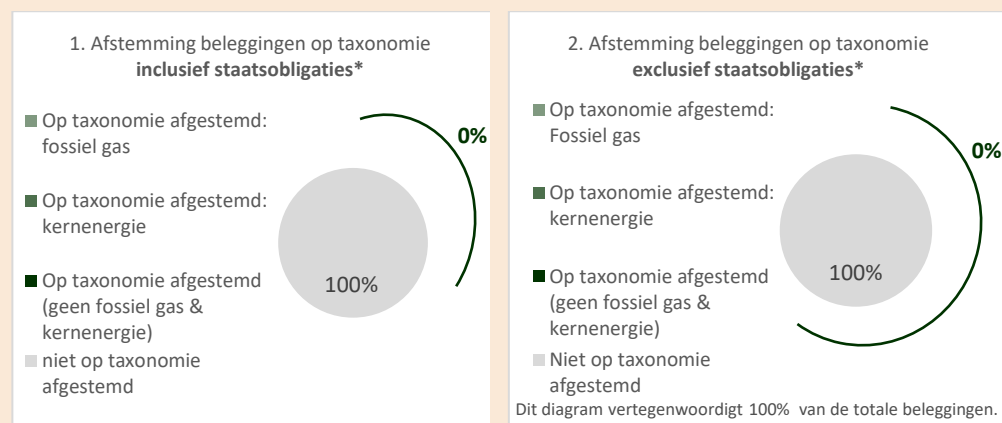 1. Afstemming beleggingen op taxonomie
inclusief staatsobligaties*
Op taxonomie afgestemd:
fossiel gas
Op taxonomie afgestemd:
kernenergie
Op taxonomie afgestemd
(geen fossiel gas &
kernenergie)
niet op taxonomie
afgestemd
0%
100%
2. Afstemming beleggingen op taxonomie
exclusief staatsobligaties*
Op taxonomie afgestemd:
Fossiel gas
Op taxonomie afgestemd:
kernenergie
Op taxonomie afgestemd
(geen fossiel gas &
kernenergie)
Niet op taxonomie
afgestemd
0%
100%
Dit diagram vertegenwoordigt 100% van de totale beleggingen.